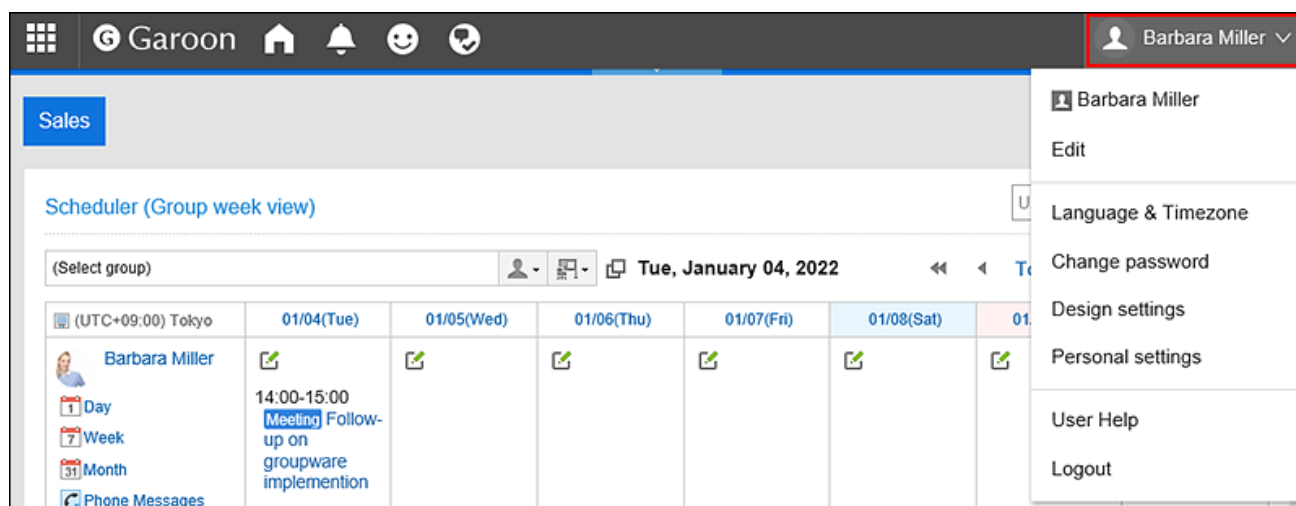 Garoon
Barbara Miller
Sales
Barbara Miller
Edit
Language & Timezone
Change password
Design settings
Personal settings
User Help
Logout
Scheduler (Group week view)
(Select group)
Tue, January 04, 2022
(UTC+09:00) Tokyo
01/04(Tue)
01/05(Wed)
01/06(Thu)
01/07(Fri)
01/08(Sat)
01
Barbara Miller
Day
Week
Month
Phone Messages
14:00-15:00
Meeting Follow-
up on
groupware
implemention